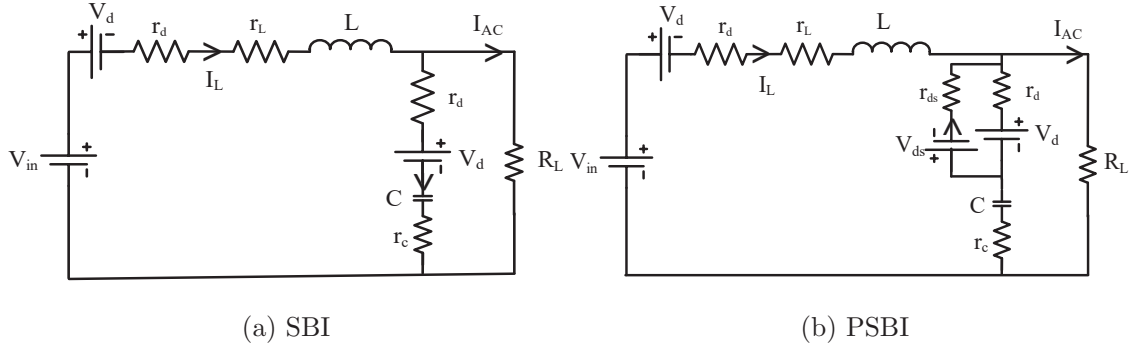 V_d
r_d
r_L
L
I_AC
I_L
r_d
V_in
V_d
R_L
C
r_c
(a) SBI
V_d
r_d
r_L
L
I_AC
I_L
r_ds
r_d
V_ds
V_d
V_in
R_L
C
r_c
(b) PSBI